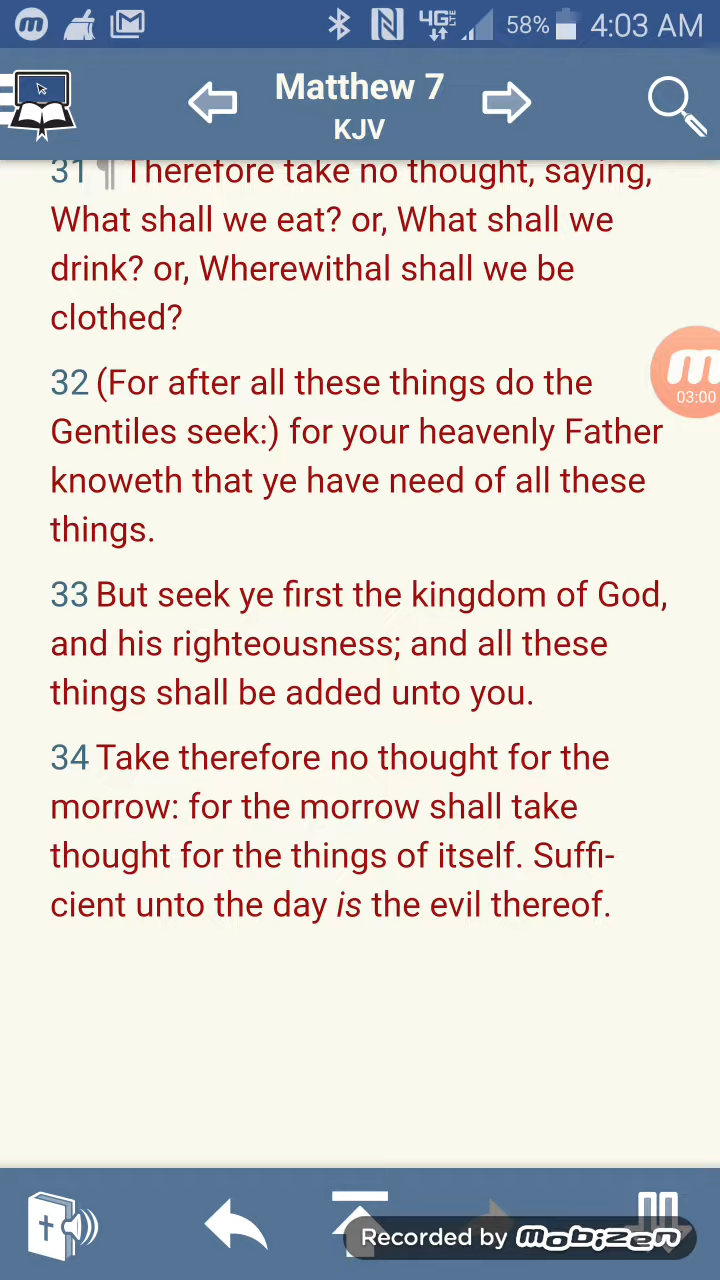 58% 4:03 AM
4G LTE
Matthew 7
KJV
31 ¶ Therefore take no thought, saying,
What shall we eat? or, What shall we
drink? or, Wherewithal shall we be
clothed?
32 (For after all these things do the
Gentiles seek:) for your heavenly Father
knoweth that ye have need of all these
things.
03:00
33 But seek ye first the kingdom of God,
and his righteousness; and all these
things shall be added unto you.
34 Take therefore no thought for the
morrow: for the morrow shall take
thought for the things of itself. Suffi-
cient unto the day is the evil thereof.
Recorded by mobizen